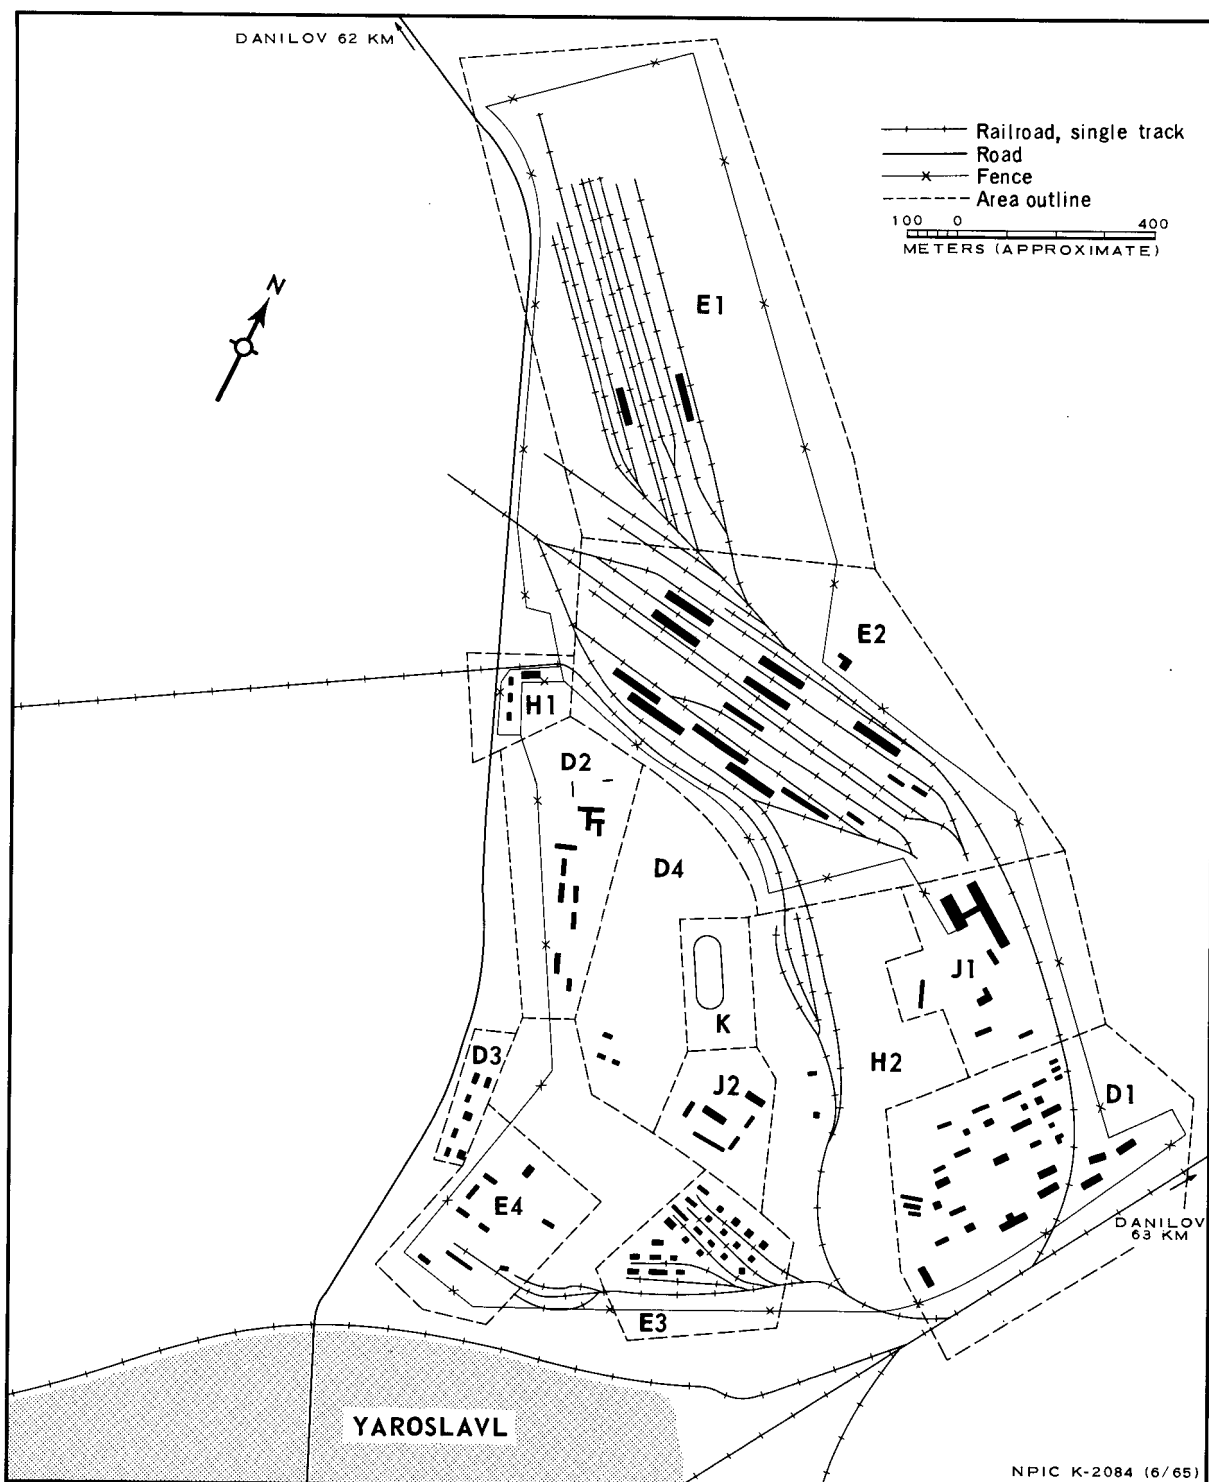 DANILOV 62 KM
Railroad, single track
Road
Fence
Area outline
100 0 400
METERS (APPROXIMATE)
N
E1
E2
H1
D2
D4
J1
K
H2
D3
J2
D1
E4
DANILOV
63 KM
E3
YAROSLAVL
NPIC K-2084 (6/65)